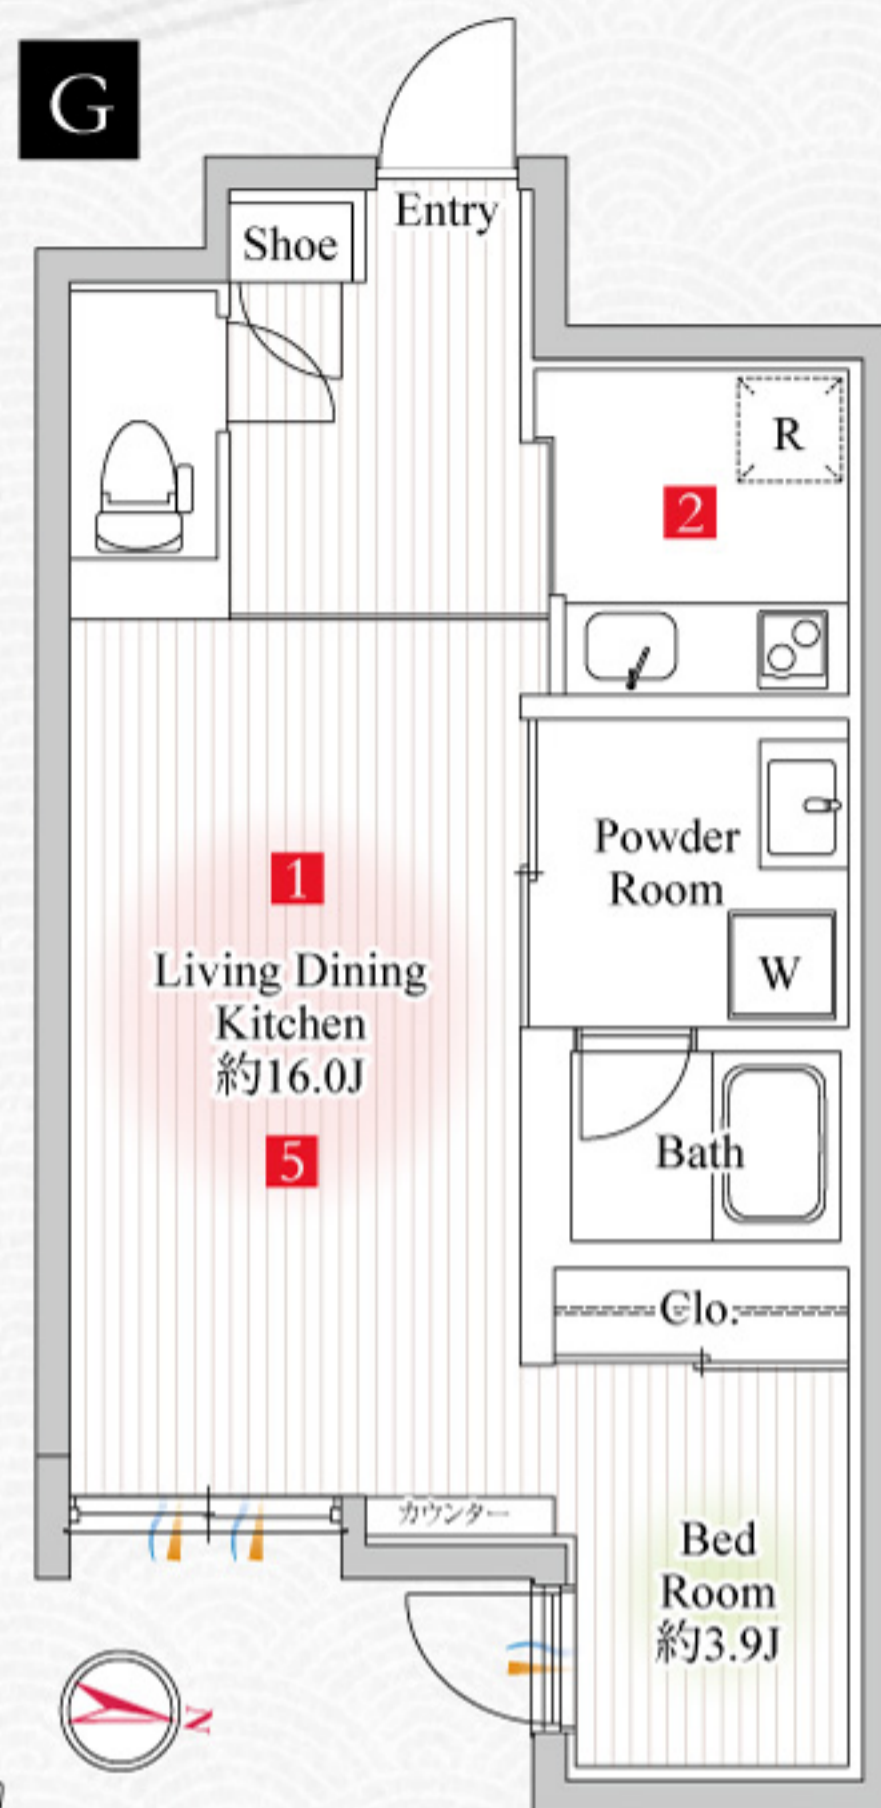 G
Entry
Shoe
R
2
1
Powder
Room
Living Dining
Kitchen
約16.0J
W
5
Bath
Clo.
カウンター
Bed
Room
約3.9J
N